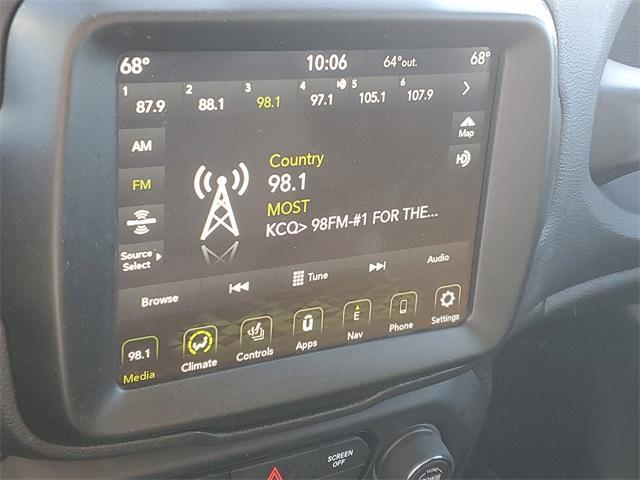 68° 10:06 64°out. 68°
1 2 3 4 5 6
87.9 88.1 98.1 97.1 105.1 107.9
AM
Map
FM
Country
98.1
MOST
KCQ> 98FM-#1 FOR THE...
Source
Select
Browse Tune Audio
98.1 ū E
Media Climate Controls Apps Nav Phone Settings
SCREEN
OFF